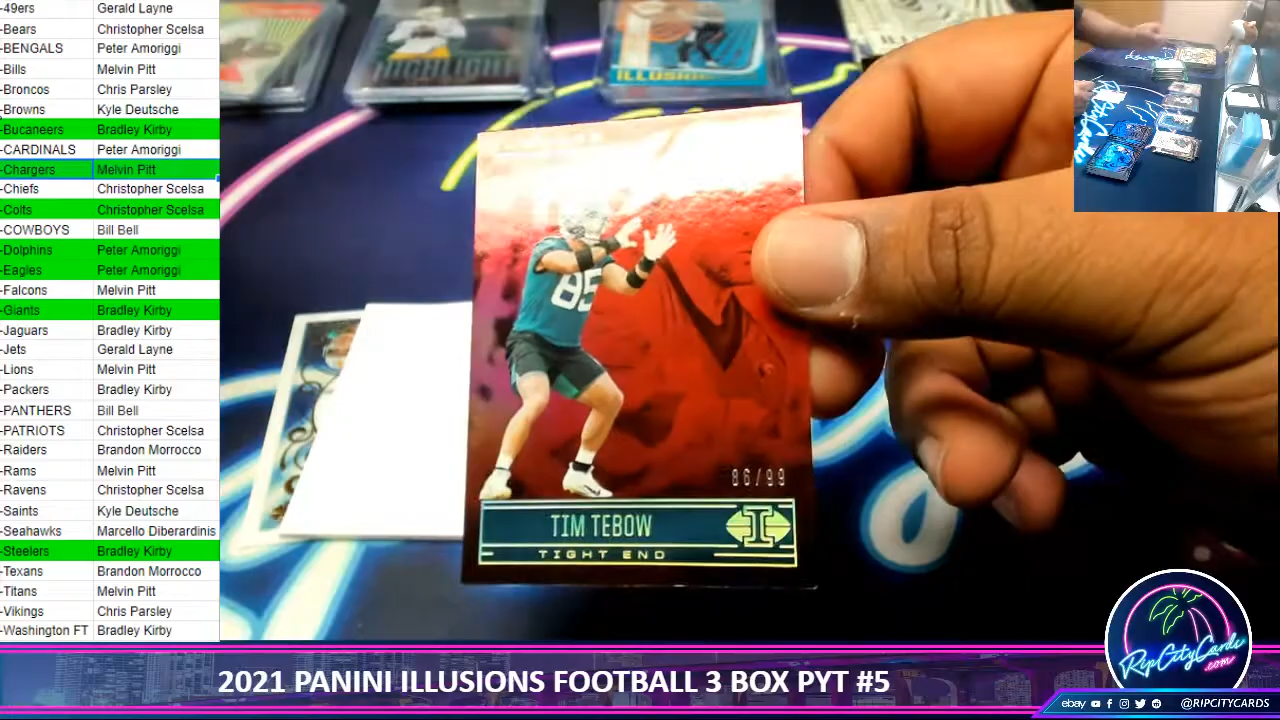 -49ers Gerald Layne
-Bears Christopher Scelsa
-BENGALS Peter Amoriggi
-Bills Melvin Pitt
-Broncos Chris Parsley
-Browns Kyle Deutsche
-Bucaneers Bradley Kirby
-CARDINALS Peter Amoriggi
-Chargers Melvin Pitt
-Chiefs Christopher Scelsa
-Colts Christopher Scelsa
-COWBOYS Bill Bell
-Dolphins Peter Amoriggi
-Eagles Peter Amoriggi
-Falcons Melvin Pitt
-Giants Bradley Kirby
-Jaguars Bradley Kirby
-Jets Gerald Layne
-Lions Melvin Pitt
-Packers Bradley Kirby
-PANTHERS Bill Bell
-PATRIOTS Christopher Scelsa
-Raiders Brandon Morrocco
-Rams Melvin Pitt
-Ravens Christopher Scelsa
-Saints Kyle Deutsche
-Seahawks Marcello Diberardinis
-Steelers Bradley Kirby
-Texans Brandon Morrocco
-Titans Melvin Pitt
-Vikings Chris Parsley
-Washington FT Bradley Kirby
85
86/99
TIM TEBOW
I
TIGHT END
RipCityCards
.com
2021 PANINI ILLUSIONS FOOTBALL 3 BOX PYT #5
ebay @RIPCITYCARDS